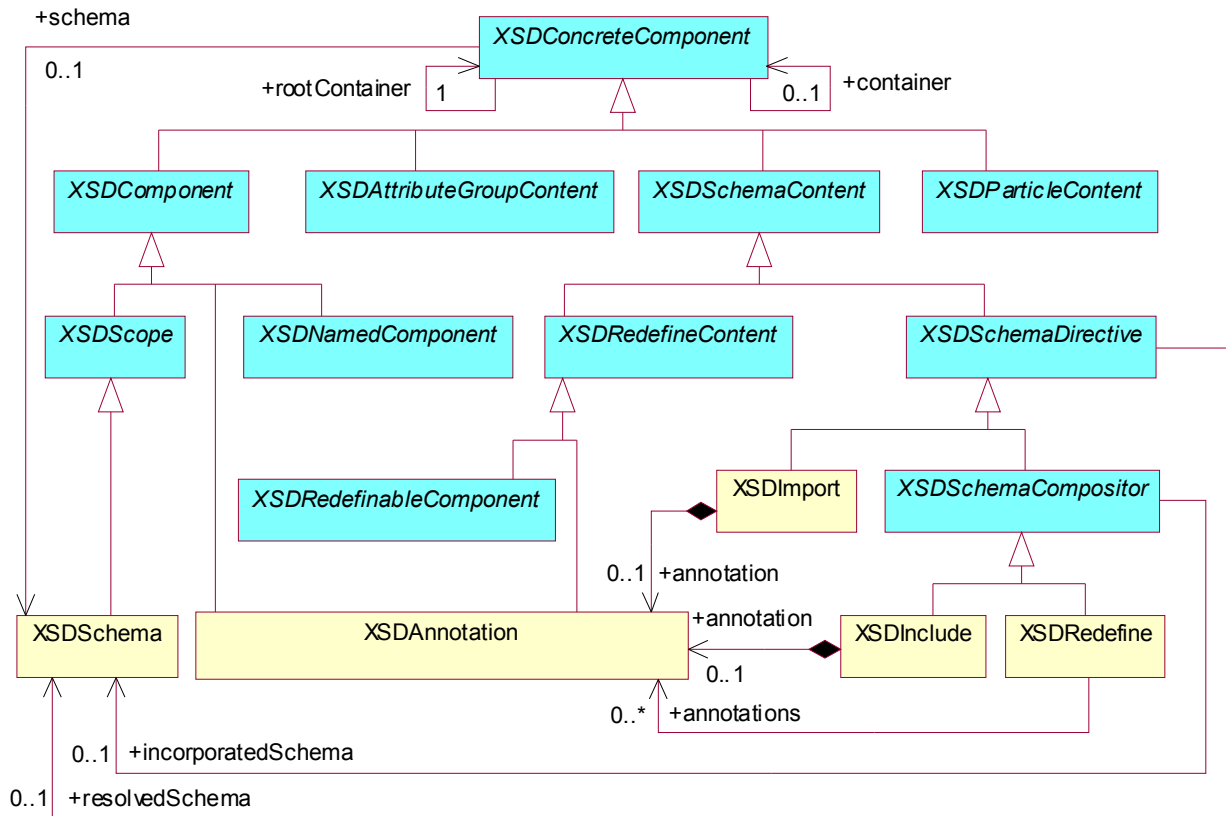 +schema
XSDConcreteComponent
0..1
+rootContainer
1
0..1
+container
XSDComponent
XSDAttributeGroupContent
XSDSchemaContent
XSDParticleContent
XSDScope
XSDNamedComponent
XSDRedefineContent
XSDSchemaDirective
XSDRedefinableComponent
XSDImport
XSDSchemaCompositor
0..1
+annotation
XSDSchema
XSDAnnotation
+annotation
XSDInclude
XSDRedefine
0..1
0..*
+annotations
0..1
+incorporatedSchema
0..1
+resolvedSchema